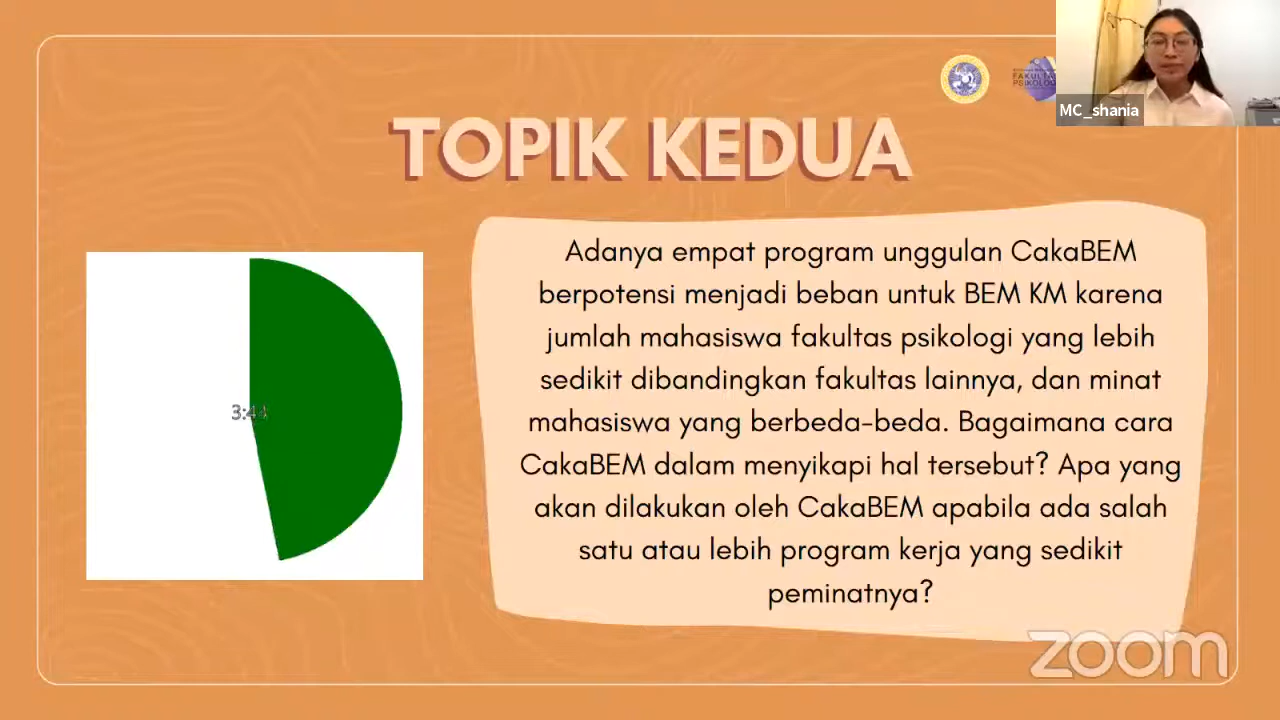 MC_shania
TOPIK KEDUA
Adanya empat program unggulan CakaBEM
berpotensi menjadi beban untuk BEM KM karena
jumlah mahasiswa fakultas psikologi yang lebih
sedikit dibandingkan fakultas lainnya, dan minat
mahasiswa yang berbeda-beda. Bagaimana cara
CakaBEM dalam menyikapi hal tersebut? Apa yang
akan dilakukan oleh CakaBEM apabila ada salah
satu atau lebih program kerja yang sedikit
peminatnya?
zoom